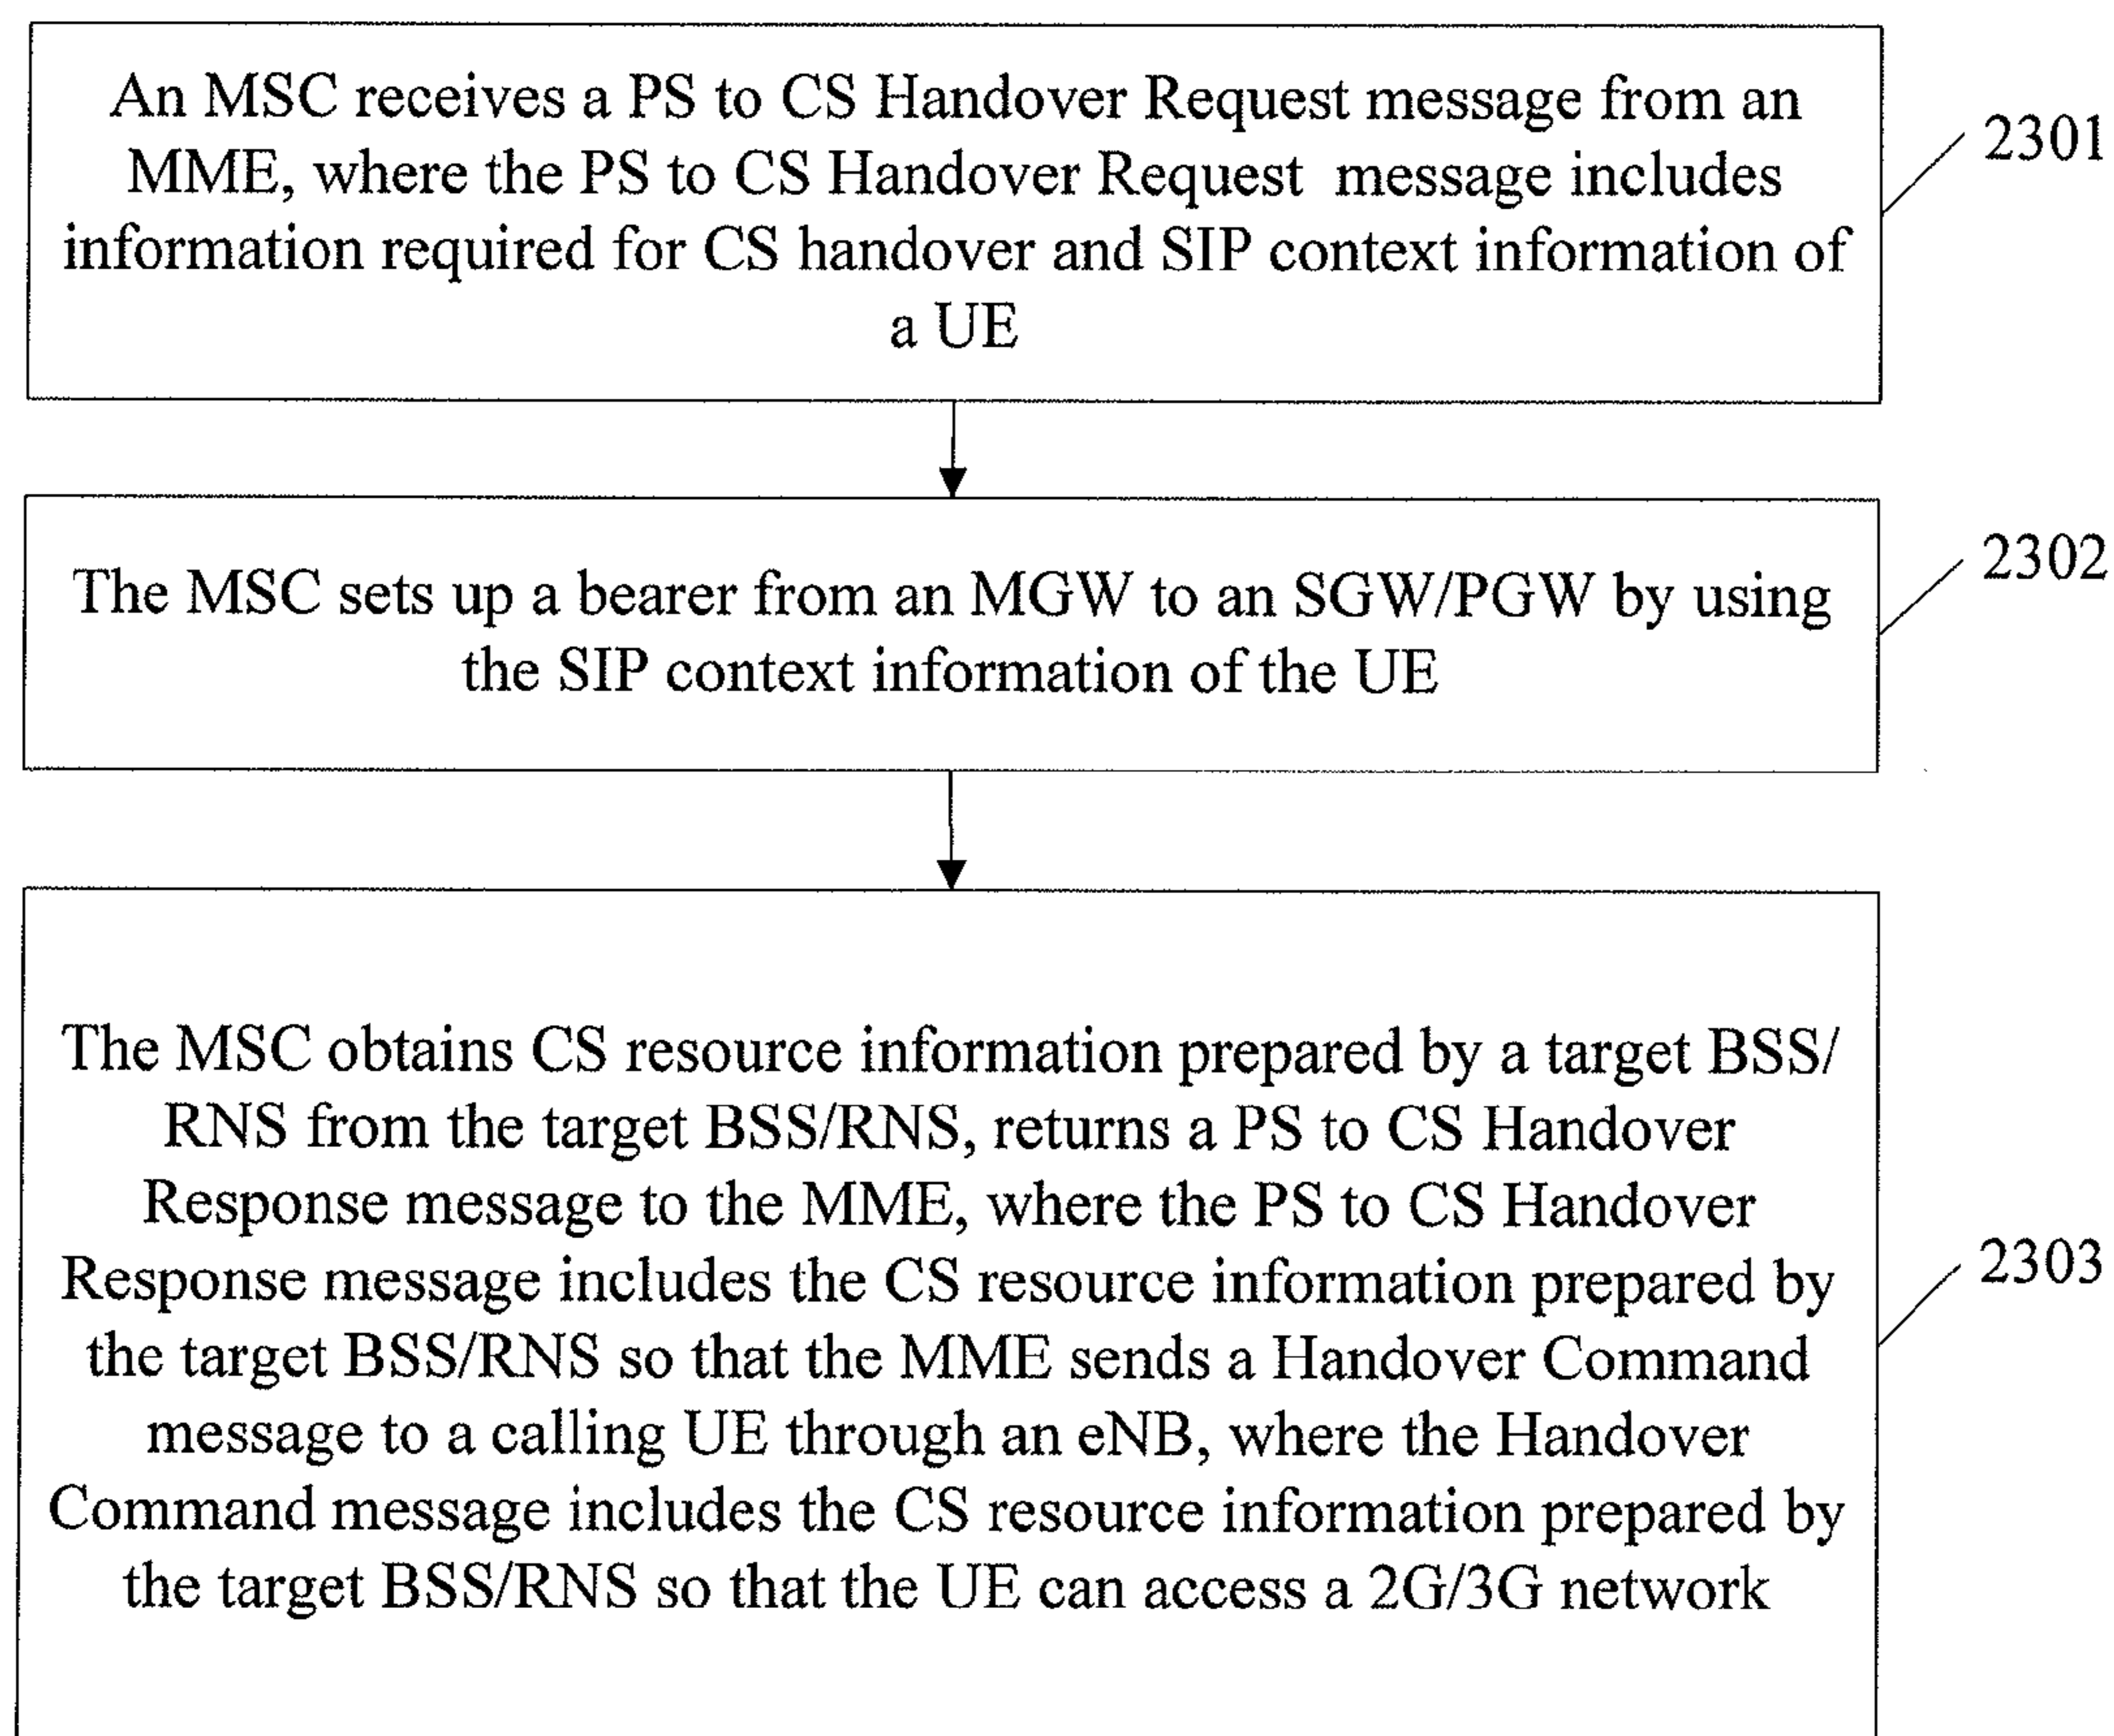 An MSC receives a PS to CS Handover Request message from an
MME, where the PS to CS Handover Request message includes
information required for CS handover and SIP context information of
a UE
2301
The MSC sets up a bearer from an MGW to an SGW/PGW by using
the SIP context information of the UE
2302
The MSC obtains CS resource information prepared by a target BSS/
RNS from the target BSS/RNS, returns a PS to CS Handover
Response message to the MME, where the PS to CS Handover
Response message includes the CS resource information prepared by
the target BSS/RNS so that the MME sends a Handover Command
message to a calling UE through an eNB, where the Handover
Command message includes the CS resource information prepared by
the target BSS/RNS so that the UE can access a 2G/3G network
2303